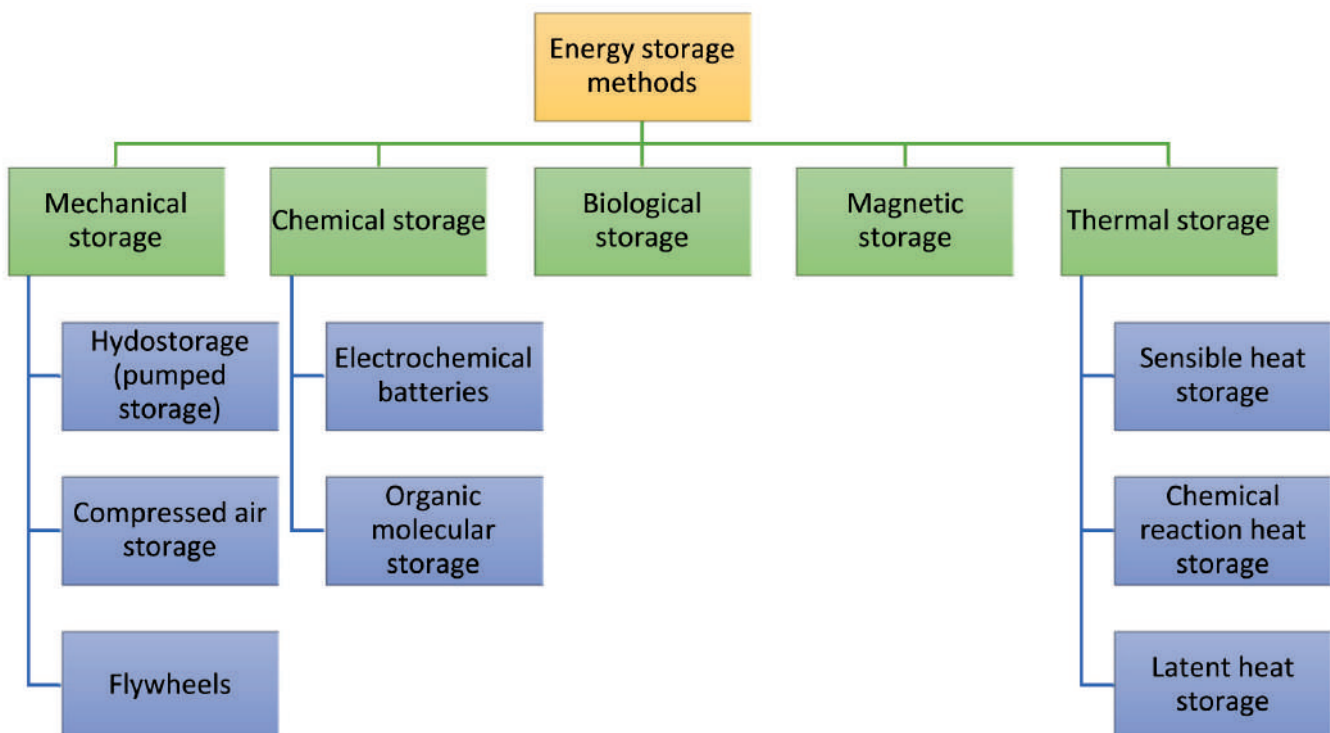 Energy storage
methods
Mechanical
storage
Chemical storage
Biological
storage
Magnetic
storage
Thermal storage
Hydostorage
(pumped
storage)
Electrochemical
batteries
Sensible heat
storage
Compressed air
storage
Organic
molecular
storage
Chemical
reaction heat
storage
Flywheels
Latent heat
storage